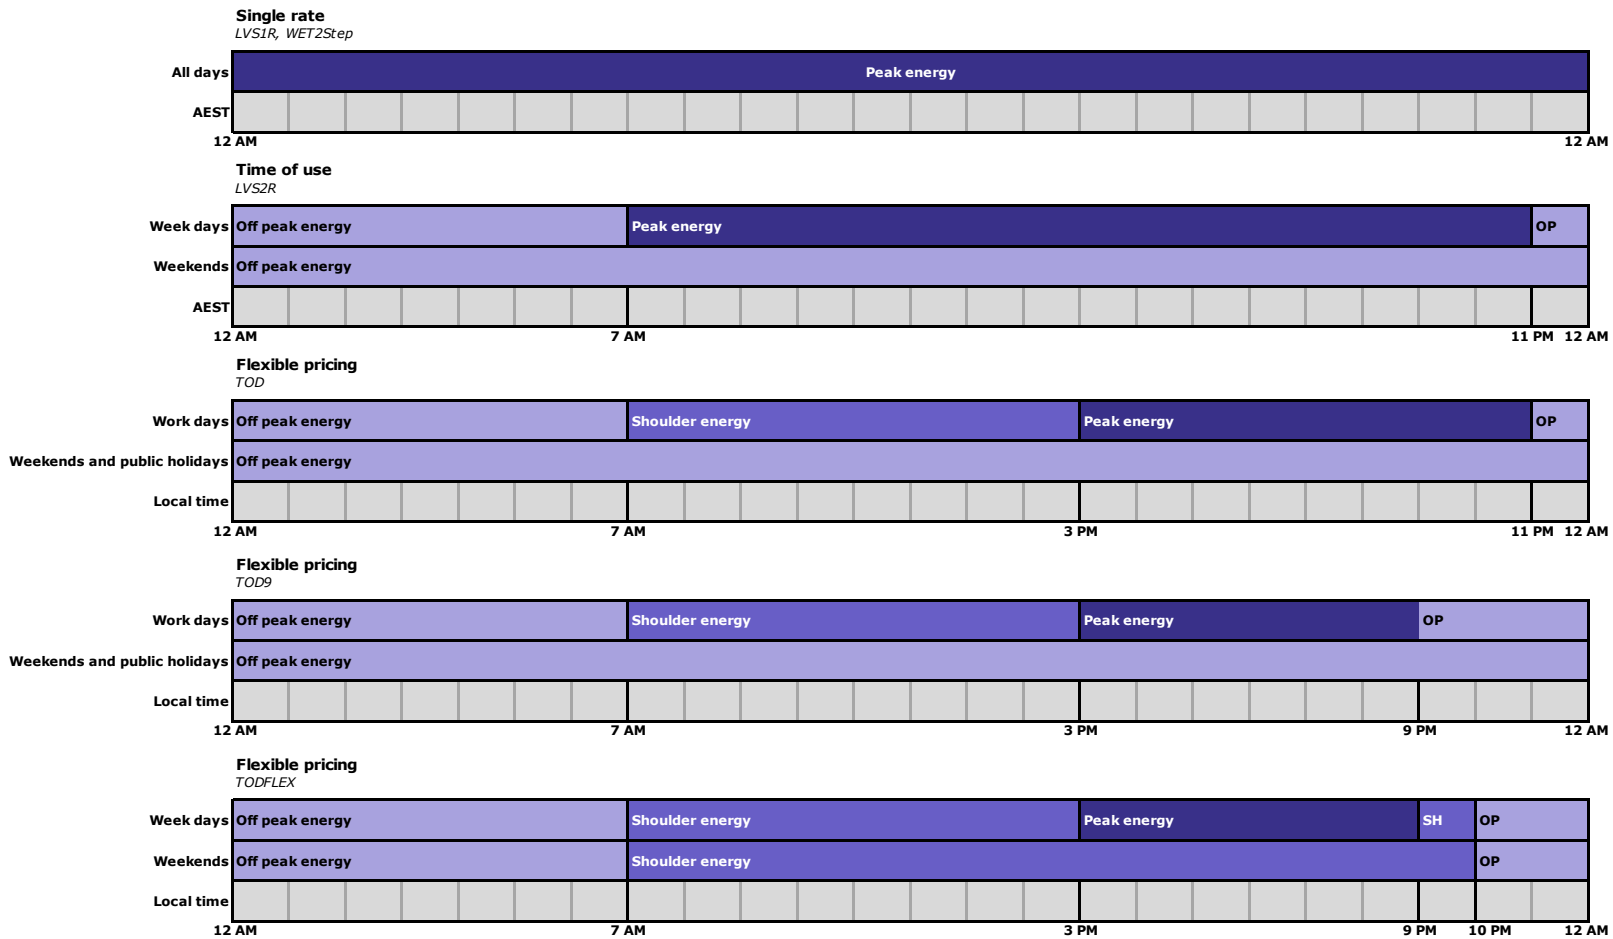 Single rate
LVS1R, WET2Step
All days Peak energy
AEST
12 AM 12 AM
Time of use
LVS2R
Week days Off peak energy Peak energy OP
Weekends Off peak energy
AEST
12 AM 7 AM 11 PM 12 AM
Flexible pricing
TOD
Work days Off peak energy Shoulder energy Peak energy OP
Weekends and public holidays Off peak energy
Local time
12 AM 7 AM 3 PM 11 PM 12 AM
Flexible pricing
TOD9
Work days Off peak energy Shoulder energy Peak energy OP
Weekends and public holidays Off peak energy
Local time
12 AM 7 AM 3 PM 9 PM 12 AM
Flexible pricing
TODFLEX
Week days Off peak energy Shoulder energy Peak energy SH OP
Weekends Off peak energy Shoulder energy OP
Local time
12 AM 7 AM 3 PM 9 PM 10 PM 12 AM